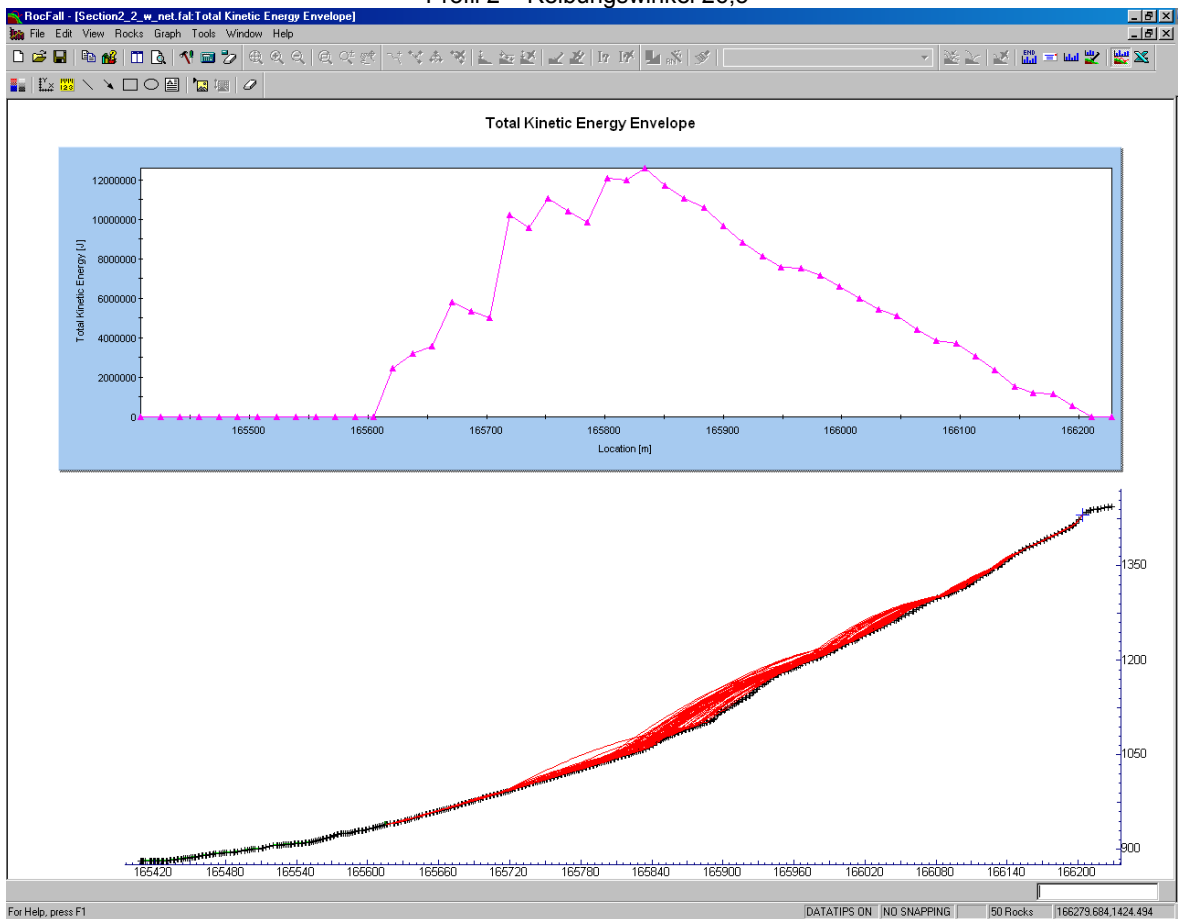 RocFall - [Section2_2_w_net.fal:Total Kinetic Energy Envelope]
File Edit View Rocks Graph Tools Window Help
Total Kinetic Energy Envelope
12000000
10000000
8000000
6000000
4000000
2000000
0
Total Kinetic Energy [J]
165500 165600 165700 165800 165900 166000 166100 166200
Location [m]
1350
1200
1050
900
165420 165480 165540 165600 165660 165720 165780 165840 165900 165960 166020 166080 166140 166200
For Help, press F1 DATATIPS ON NO SNAPPING 50 Rocks 166279.684,1424.494